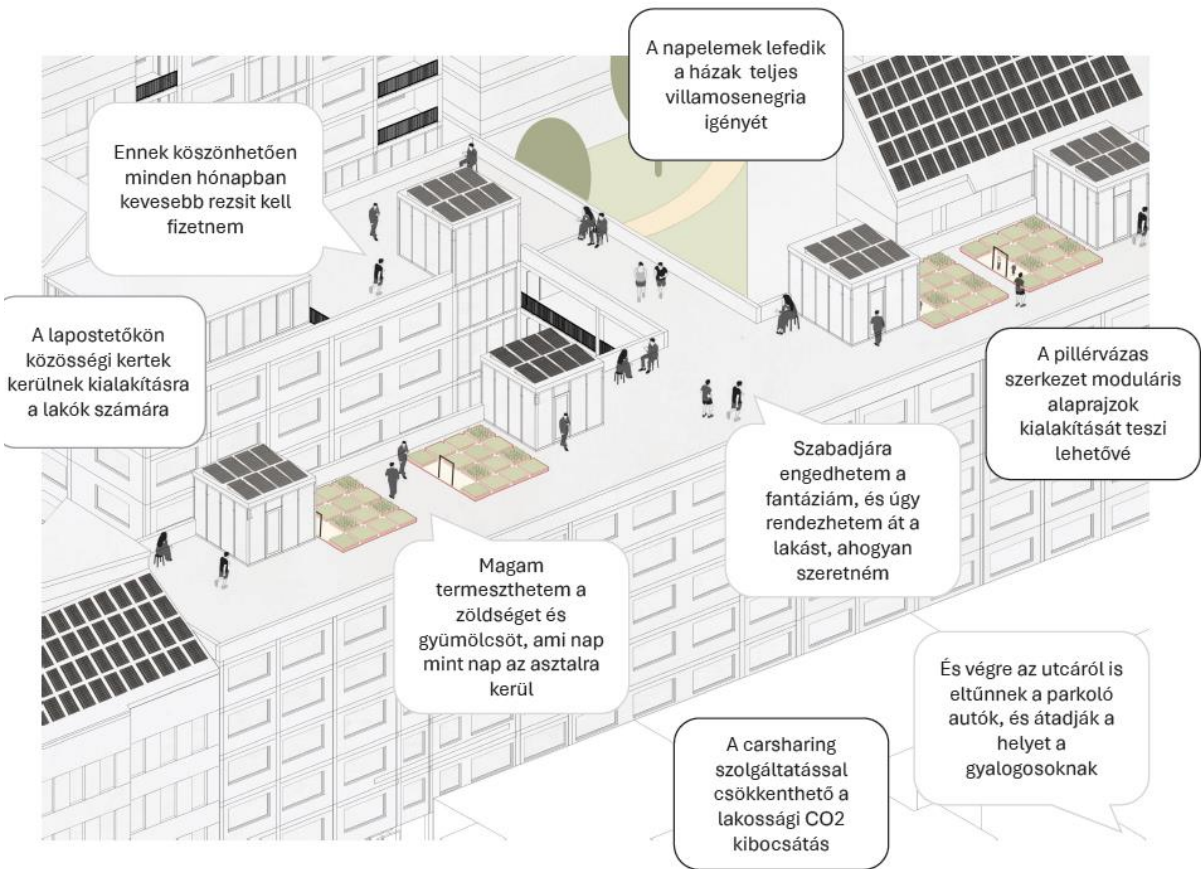 A napelemek lefedik
a házak teljes
villamosenegria
igényét
Ennek köszönhetően
minden hónapban
kevesebb rezsit kell
fizetnem
A lapostetőkön
közösségi kertek
kerülnek kialakításra
a lakók számára
A pillérvázas
szerkezet moduláris
alaprajzok
kialakítását teszi
lehetővé
Szabadjára
engedhetem a
fantáziám, és úgy
rendezhetem át a
lakást, ahogyan
szeretném
Magam
termeszthetem a
zöldséget és
gyümölcsöt, ami nap
mint nap az asztalra
kerül
És végre az utcáról is
eltűnnek a parkoló
autók, és átadják a
helyet a
gyalogosoknak
A carsharing
szolgáltatással
csökkenthető a
lakossági CO2
kibocsátás